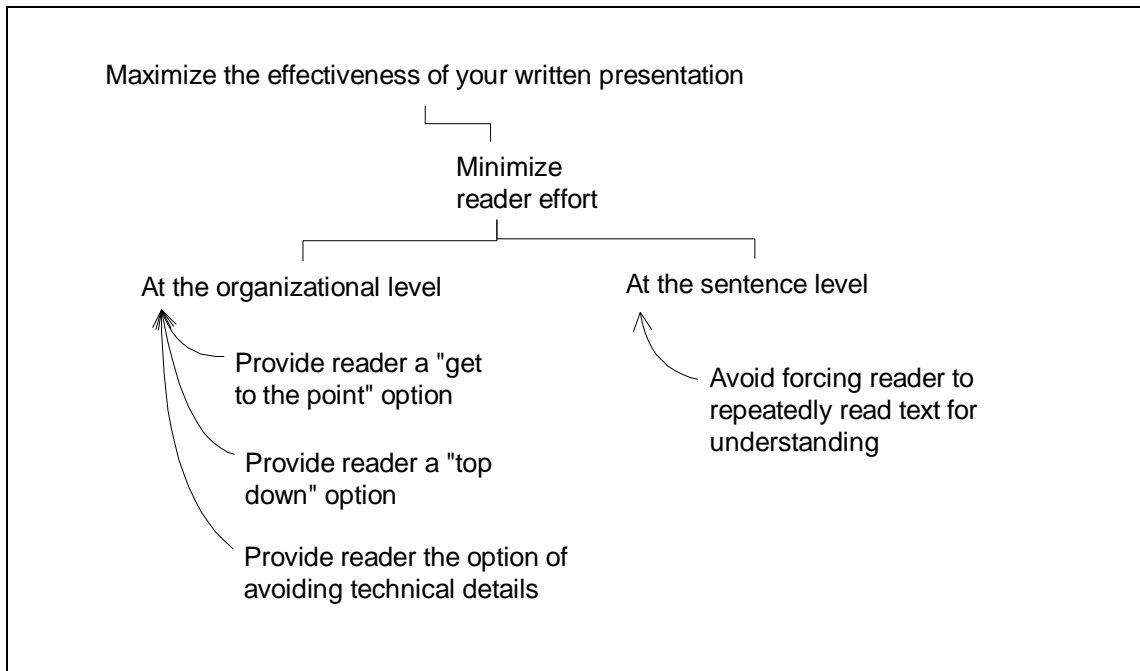 Maximize the effectiveness of your written presentation
Minimize
reader effort
At the organizational level
Provide reader a "get
to the point" option
Provide reader a "top
down" option
Provide reader the option of
avoiding technical details
At the sentence level
Avoid forcing reader to
repeatedly read text for
understanding